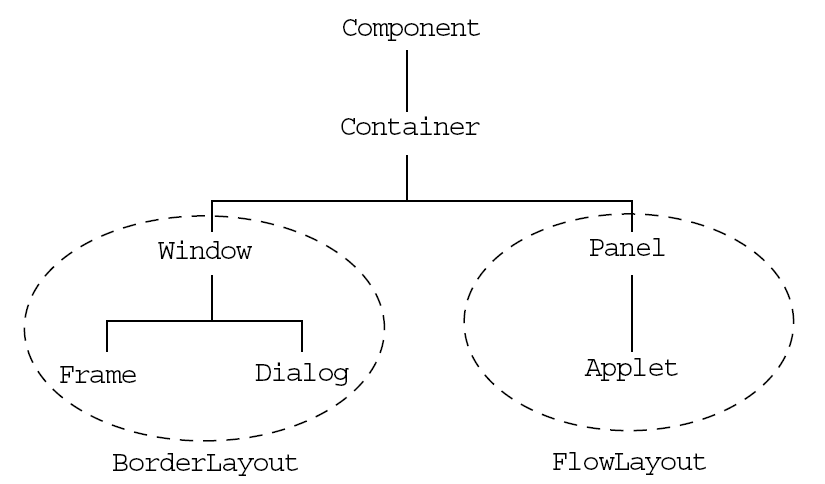 Component
Container
Window
Panel
Frame
Dialog
Applet
BorderLayout
FlowLayout